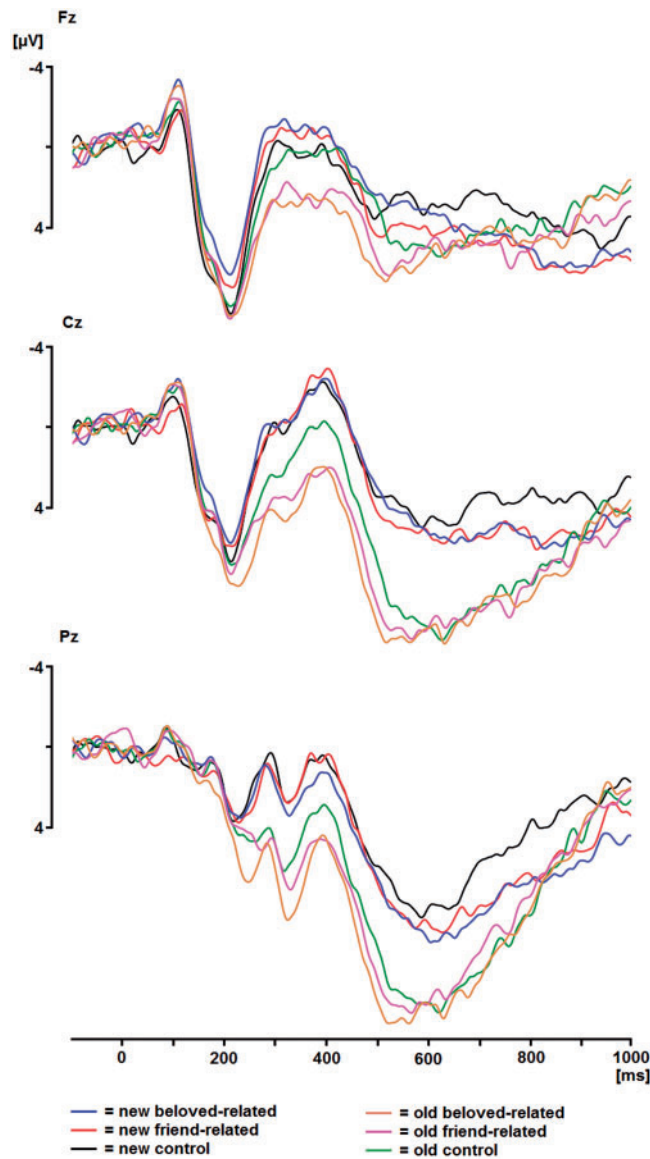 Fz
[µV]
-4
4
Cz
-4
4
Pz
-4
4
0 200 400 600 800 1000
[ms]
= new beloved-related = old beloved-related
= new friend-related = old friend-related
= new control = old control